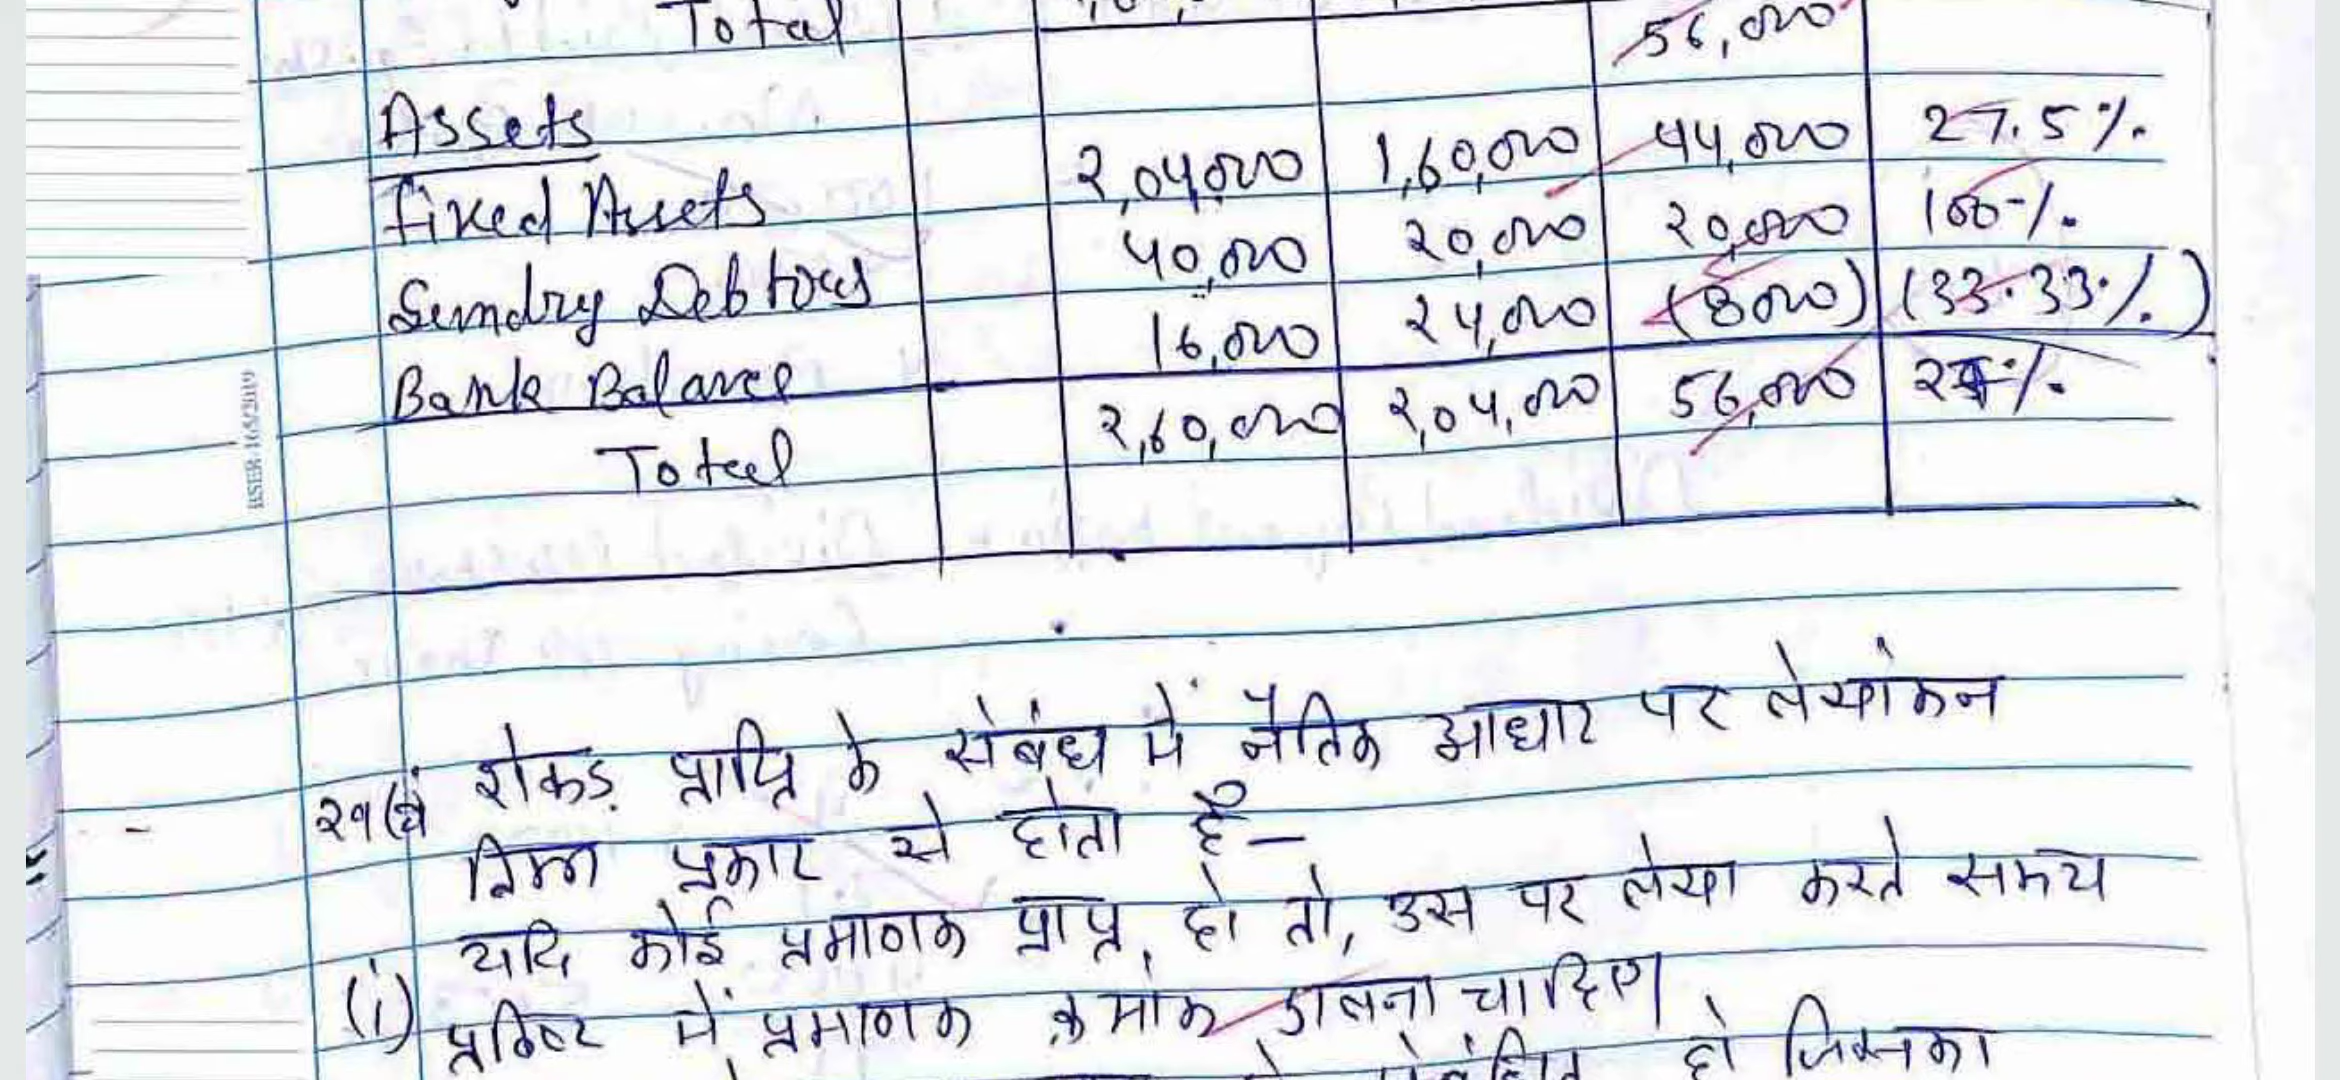 Total 56,000
Assets
Fixed Assets 2,04,000 1,60,000 44,000 27.5%
Sundry Debtors 40,000 20,000 20,000 100%
Bank Balance 16,000 24,000 (8000) (33.33%)
Total 2,60,000 2,04,000 56,000
रोकड़ प्राप्ति के संबंध में नैतिक आधार पर लेखांकन
निम्न प्रकार से होता है–
(i) यदि कोई प्रमाणक प्राप्त हो तो, उस पर लेखा करते समय
प्रविष्टि में प्रमाणक क्रमांक डालना चाहिए।
हो जिसका